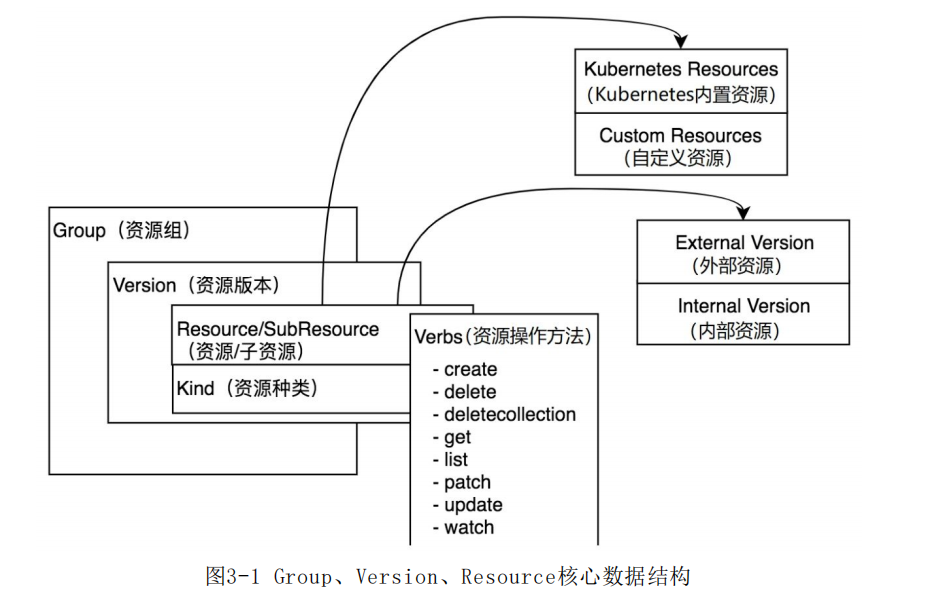 Kubernetes Resources
(Kubernetes内置资源)
Custom Resources
(自定义资源)
External Version
(外部资源)
Internal Version
(内部资源)
Group（资源组）
Version（资源版本）
Resource/SubResource
（资源/子资源）
Kind（资源种类）
Verbs(资源操作方法)
- create
- delete
- deletecollection
- get
- list
- patch
- update
- watch
图3-1 Group、Version、Resource核心数据结构